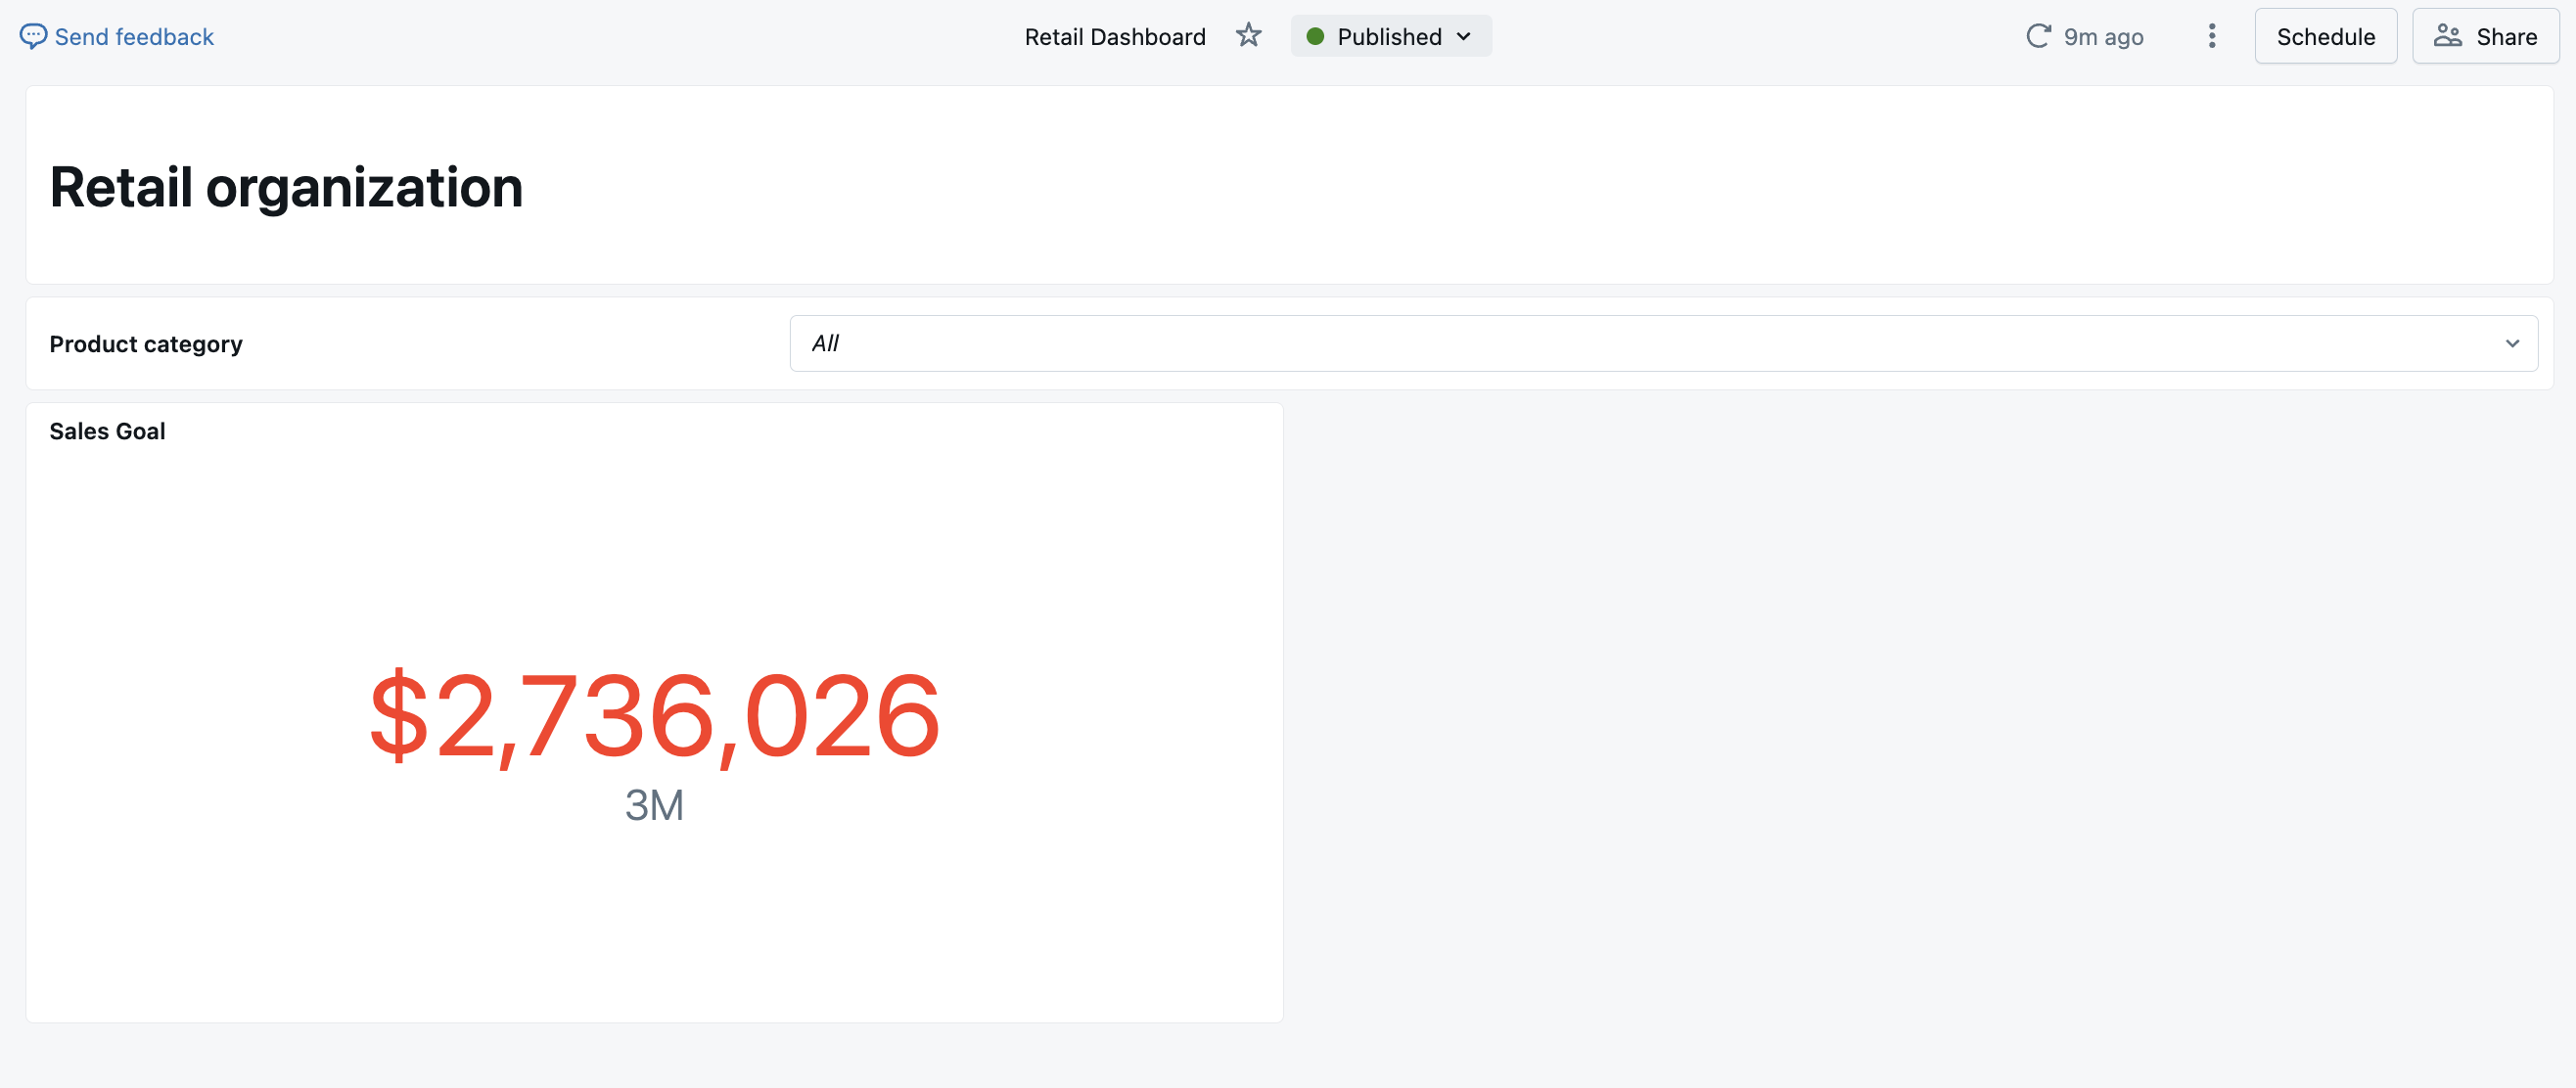 Send feedback
Retail Dashboard
Published
9m ago
Schedule
Share
Retail organization
Product category
All
Sales Goal
$2,736,026
3M